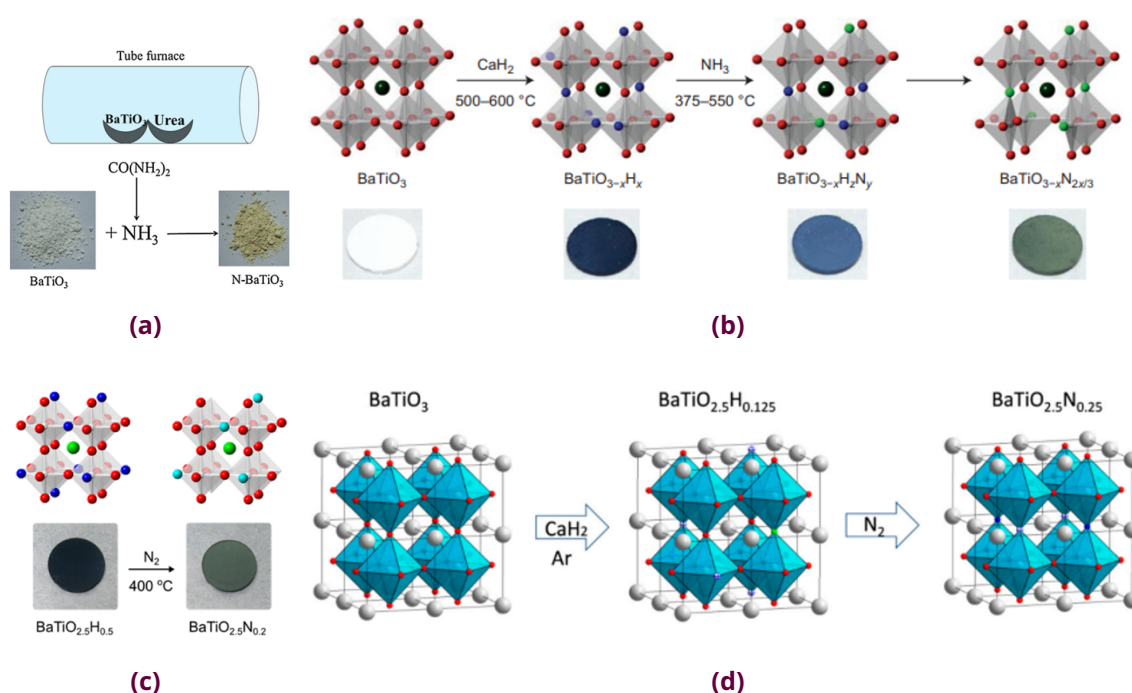 Tube furnace
BaTiO₃ Urea
CO(NH₂)₂
+ NH₃
BaTiO₃
N-BaTiO₃
(a)
CaH₂
500–600 °C
NH₃
375–550 °C
BaTiO₃
BaTiO₃₋ₓHₓ
BaTiO₃₋ₓH_zN_y
BaTiO₃₋ₓN₂ₓ/₃
(b)
N₂
400 °C
BaTiO₂.₅H₀.₅
BaTiO₂.₅N₀.₂
(c)
BaTiO₃
BaTiO₂.₅H₀.₁₂₅
BaTiO₂.₅N₀.₂₅
CaH₂
Ar
N₂
(d)